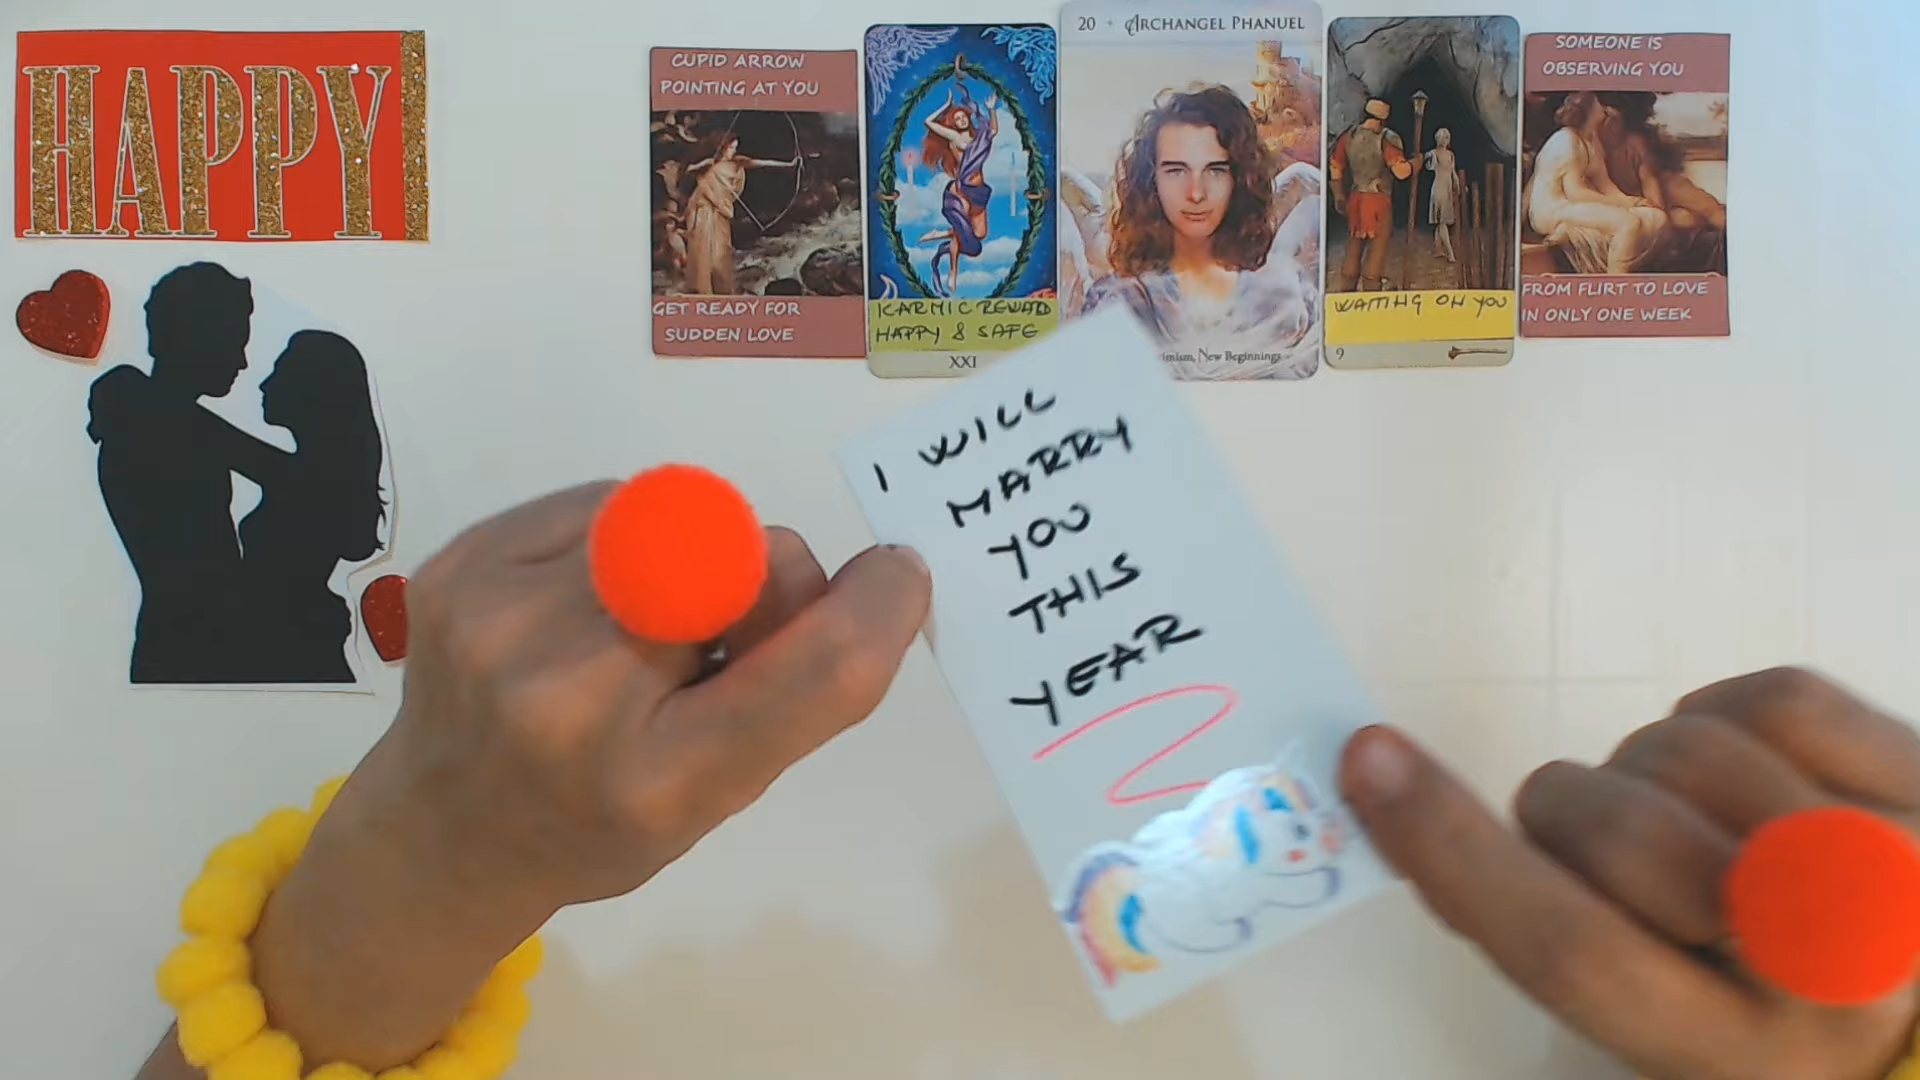 HAPPY
CUPID ARROW
POINTING AT YOU
GET READY FOR
SUDDEN LOVE
KARMIC REWARD
HAPPY & SAFE
XXI
20 + ARCHANGEL PHANUEL
New Beginnings
WAITING ON YOU
9
SOMEONE IS
OBSERVING YOU
FROM FLIRT TO LOVE
IN ONLY ONE WEEK
I WILL
MARRY
YOU
THIS
YEAR